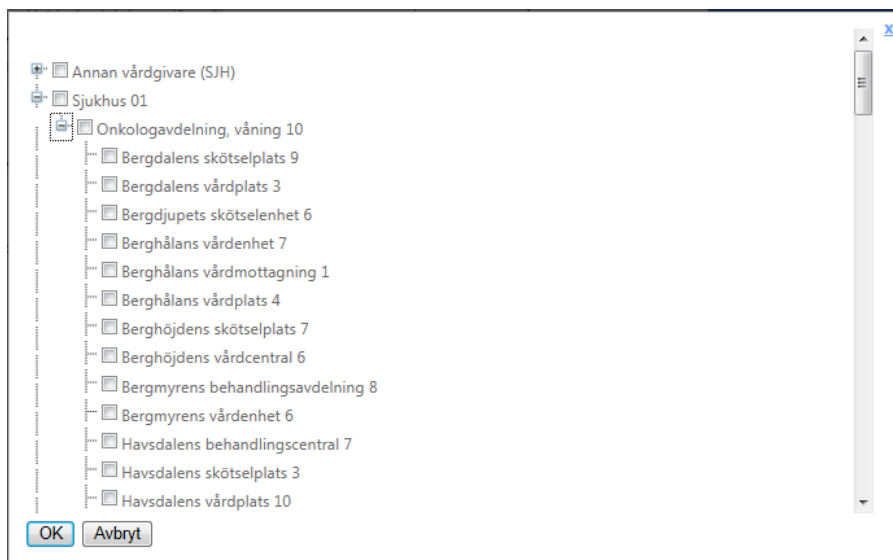 x
Annan vårdgivare (SJH)
Sjukhus 01
Onkologavdelning, våning 10
Bergdalens skötselplats 9
Bergdalens vårdplats 3
Bergdjupets skötselenhet 6
Berghålans vårdenhet 7
Berghålans vårdmottagning 1
Berghålans vårdplats 4
Berghöjdens skötselplats 7
Berghöjdens vårdcentral 6
Bergmyrens behandlingsavdelning 8
Bergmyrens vårdenhet 6
Havsdalens behandlingscentral 7
Havsdalens skötselplats 3
Havsdalens vårdplats 10
OK Avbryt